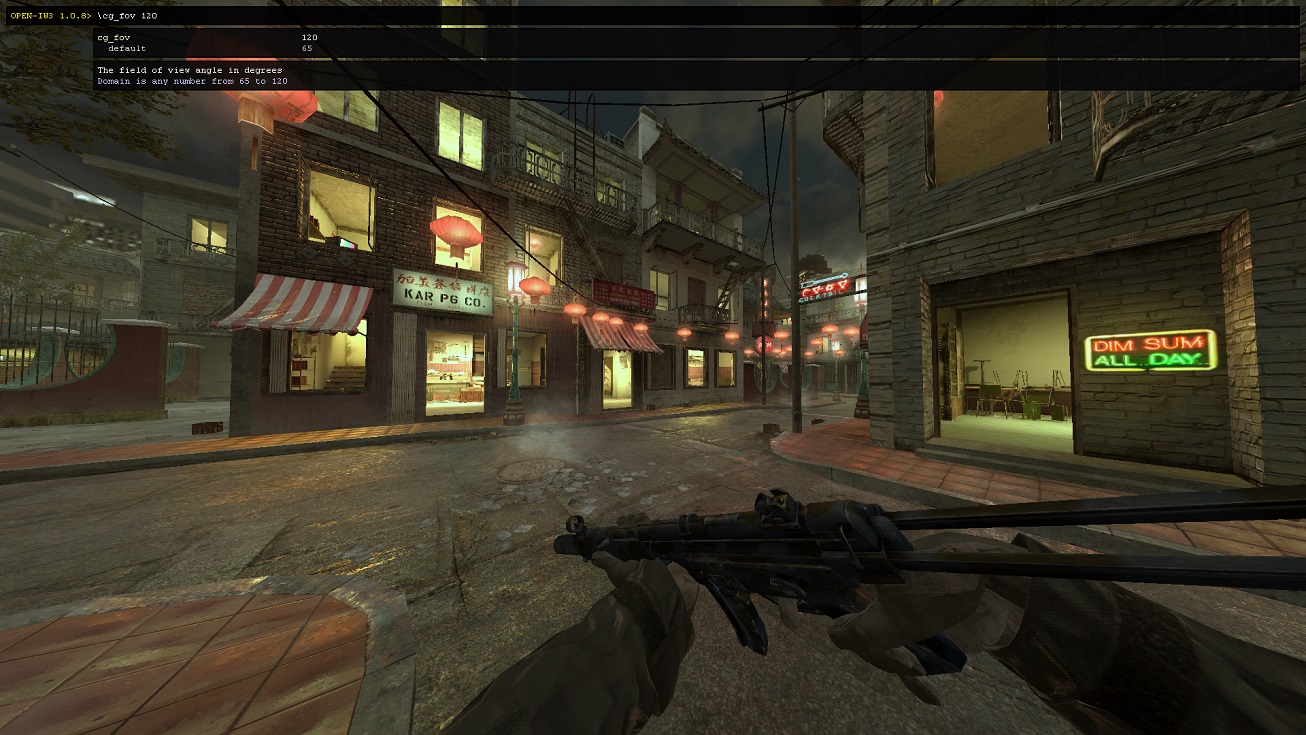 OPEN-IW3 1.0.8> \cg_fov 120
cg_fov 120
default 65
The field of view angle in degrees
Domain is any number from 65 to 120
KAR PG CO.
DIM SUM
ALL DAY